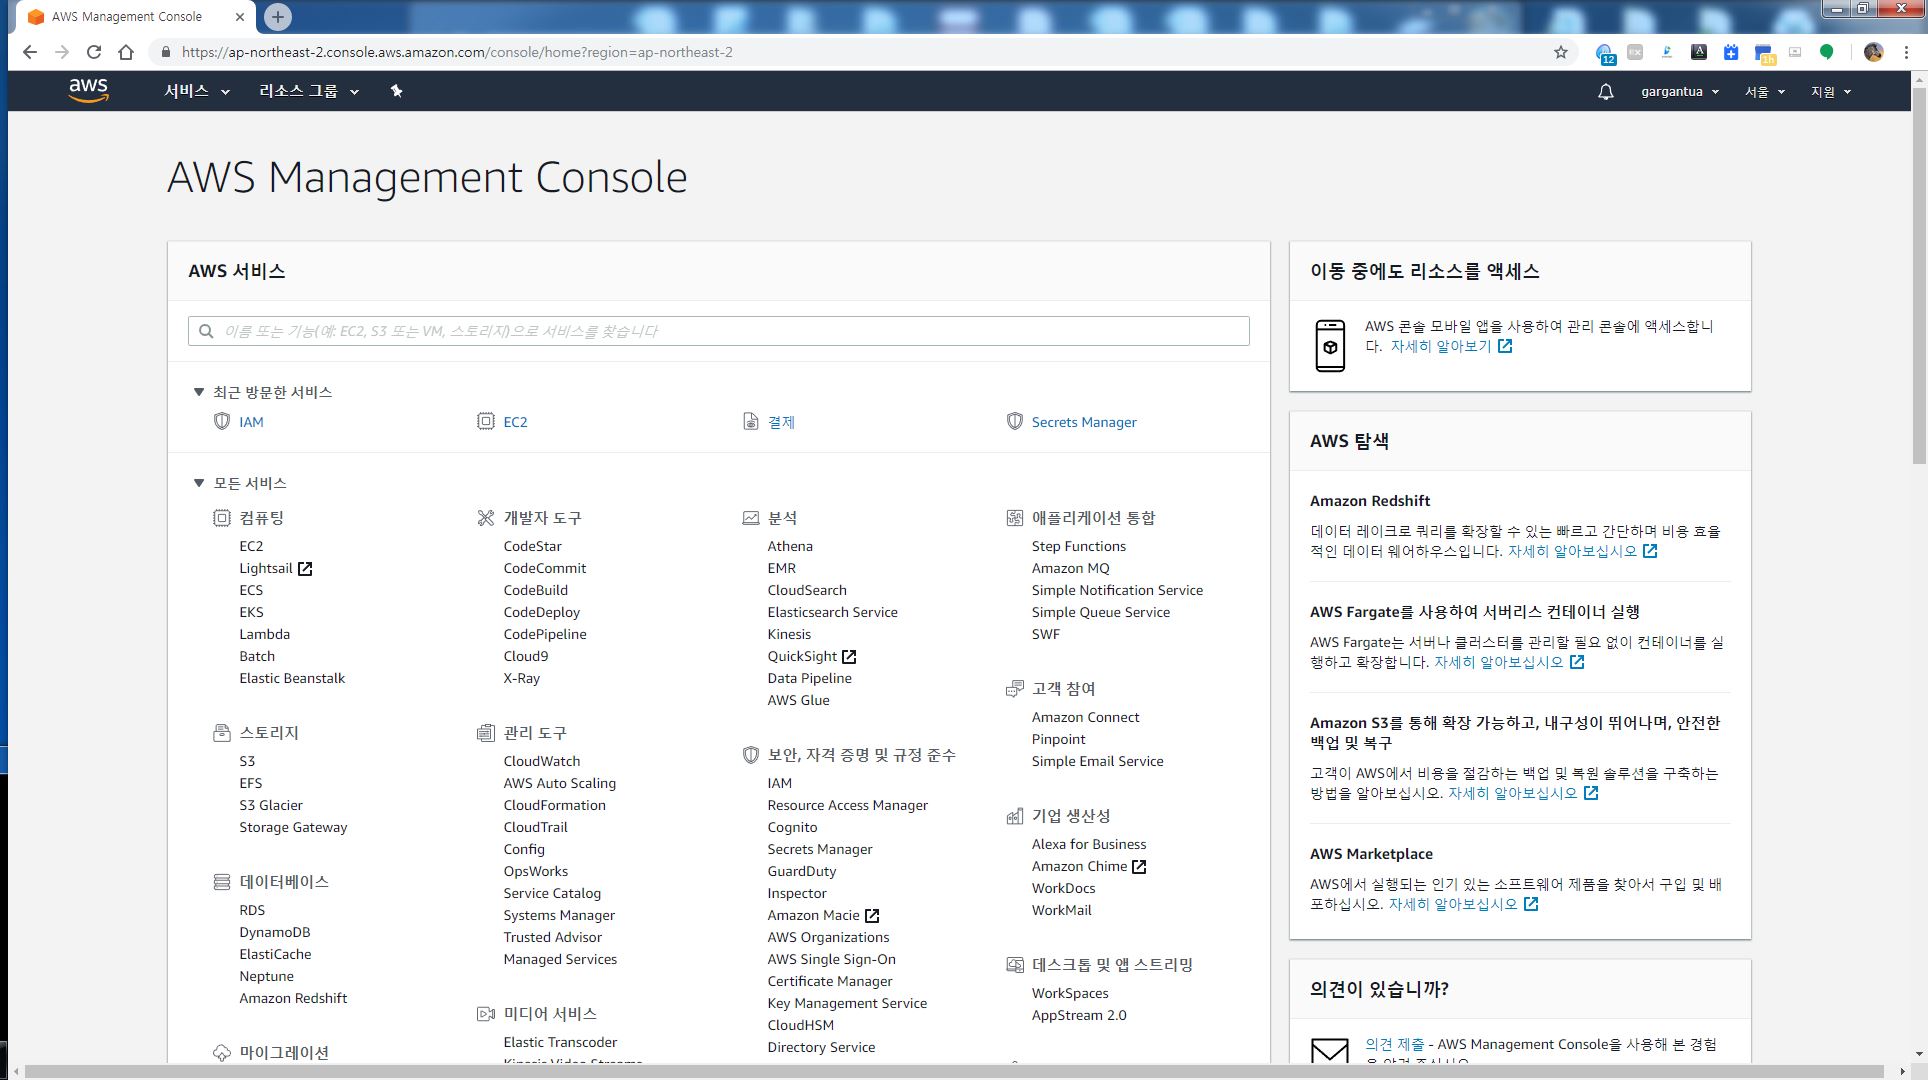 AWS Management Console
https://ap-northeast-2.console.aws.amazon.com/console/home?region=ap-northeast-2
12
1h
aws
서비스
리소스 그룹
gargantua
서울
지원
AWS Management Console
AWS 서비스
이름 또는 기능(예: EC2, S3 또는 VM, 스토리지)으로 서비스를 찾습니다
최근 방문한 서비스
IAM
EC2
결제
Secrets Manager
모든 서비스
컴퓨팅
EC2
Lightsail
ECS
EKS
Lambda
Batch
Elastic Beanstalk
스토리지
S3
EFS
S3 Glacier
Storage Gateway
데이터베이스
RDS
DynamoDB
ElastiCache
Neptune
Amazon Redshift
마이그레이션
개발자 도구
CodeStar
CodeCommit
CodeBuild
CodeDeploy
CodePipeline
Cloud9
X-Ray
관리 도구
CloudWatch
AWS Auto Scaling
CloudFormation
CloudTrail
Config
OpsWorks
Service Catalog
Systems Manager
Trusted Advisor
Managed Services
미디어 서비스
Elastic Transcoder
Kinesis Video Streams
분석
Athena
EMR
CloudSearch
Elasticsearch Service
Kinesis
QuickSight
Data Pipeline
AWS Glue
보안, 자격 증명 및 규정 준수
IAM
Resource Access Manager
Cognito
Secrets Manager
GuardDuty
Inspector
Amazon Macie
AWS Organizations
AWS Single Sign-On
Certificate Manager
Key Management Service
CloudHSM
Directory Service
애플리케이션 통합
Step Functions
Amazon MQ
Simple Notification Service
Simple Queue Service
SWF
고객 참여
Amazon Connect
Pinpoint
Simple Email Service
기업 생산성
Alexa for Business
Amazon Chime
WorkDocs
WorkMail
데스크톱 및 앱 스트리밍
WorkSpaces
AppStream 2.0
이동 중에도 리소스를 액세스
AWS 콘솔 모바일 앱을 사용하여 관리 콘솔에 액세스합니
다. 자세히 알아보기
AWS 탐색
Amazon Redshift
데이터 레이크로 쿼리를 확장할 수 있는 빠르고 간단하며 비용 효율
적인 데이터 웨어하우스입니다. 자세히 알아보십시오
AWS Fargate를 사용하여 서버리스 컨테이너 실행
AWS Fargate는 서버나 클러스터를 관리할 필요 없이 컨테이너를 실
행하고 확장합니다. 자세히 알아보십시오
Amazon S3를 통해 확장 가능하고, 내구성이 뛰어나며, 안전한
백업 및 복구
고객이 AWS에서 비용을 절감하는 백업 및 복원 솔루션을 구축하는
방법을 알아보십시오. 자세히 알아보십시오
AWS Marketplace
AWS에서 실행되는 인기 있는 소프트웨어 제품을 찾아서 구입 및 배
포하십시오. 자세히 알아보십시오
의견이 있습니까?
의견 제출 - AWS Management Console을 사용해 본 경험